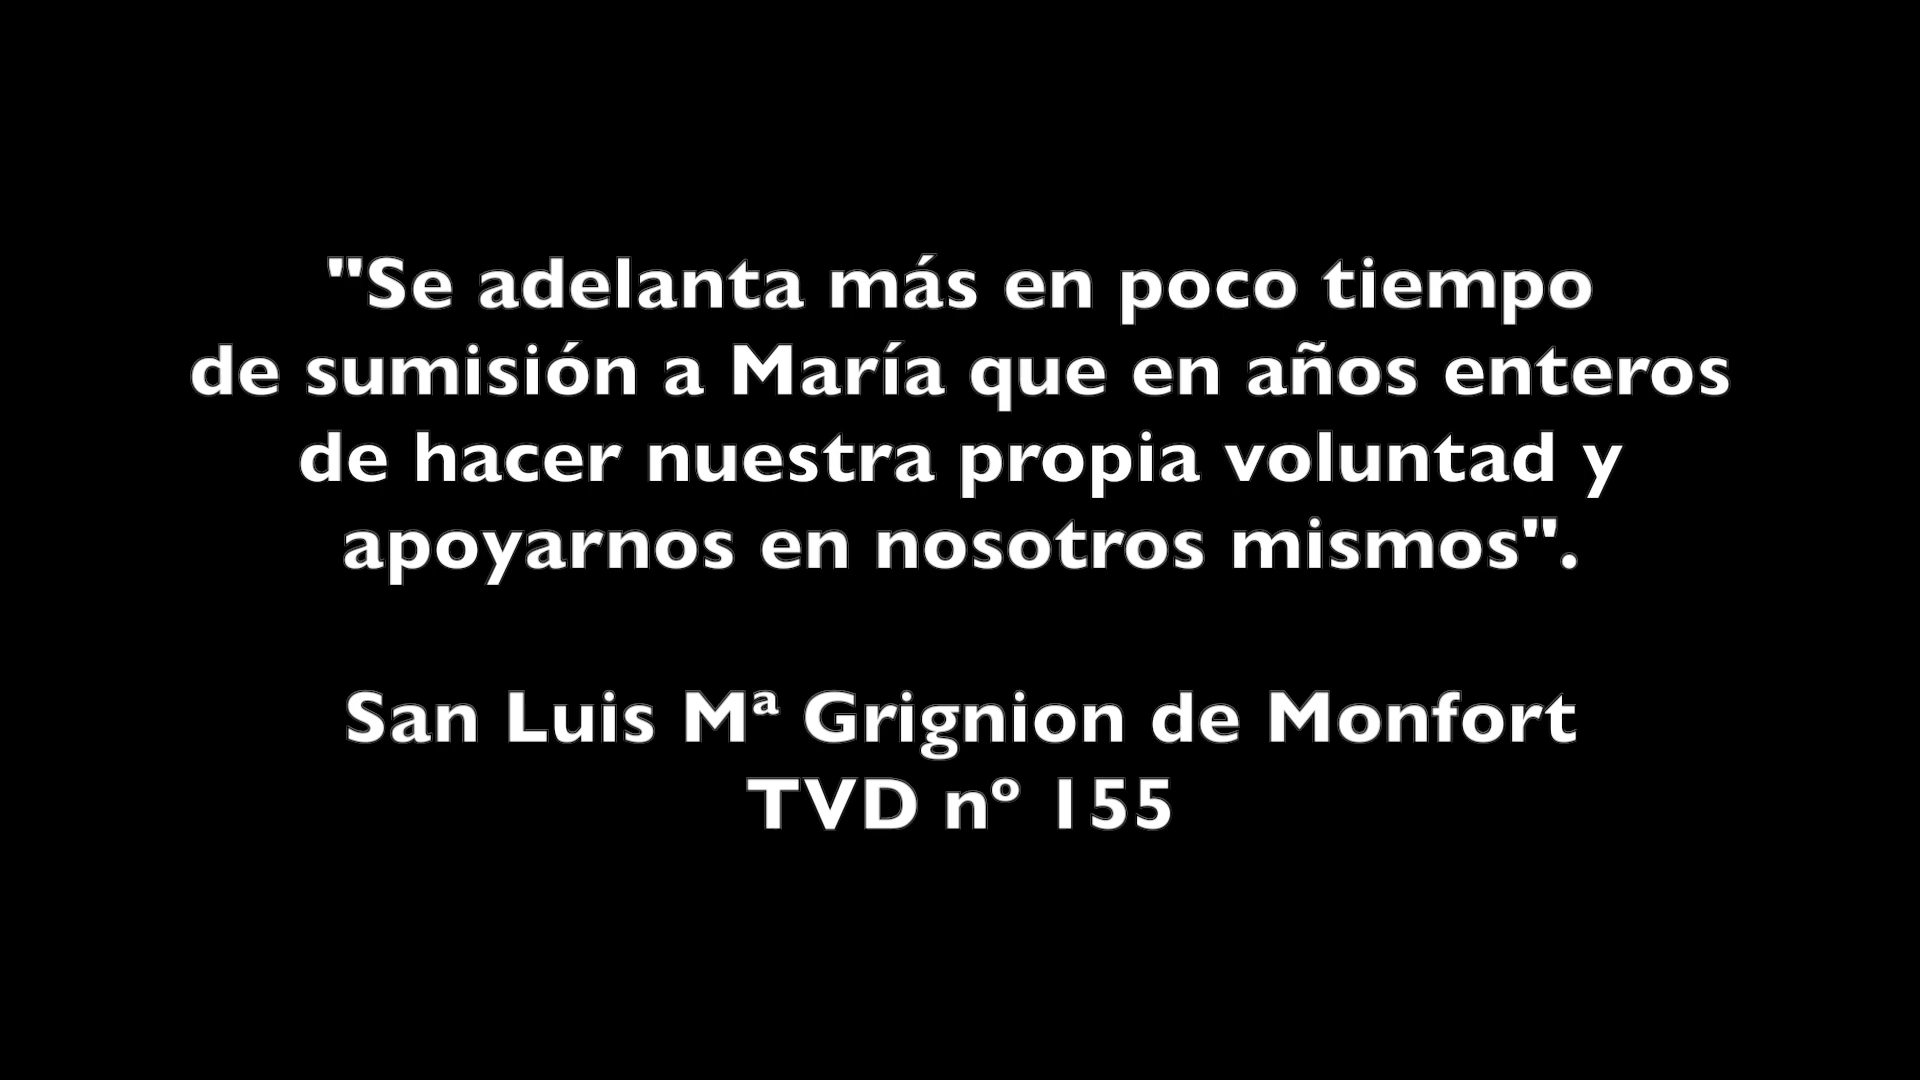 "Se adelanta más en poco tiempo
de sumisión a María que en años enteros
de hacer nuestra propia voluntad y
apoyarnos en nosotros mismos".
San Luis Mª Grignion de Monfort
TVD nº 155